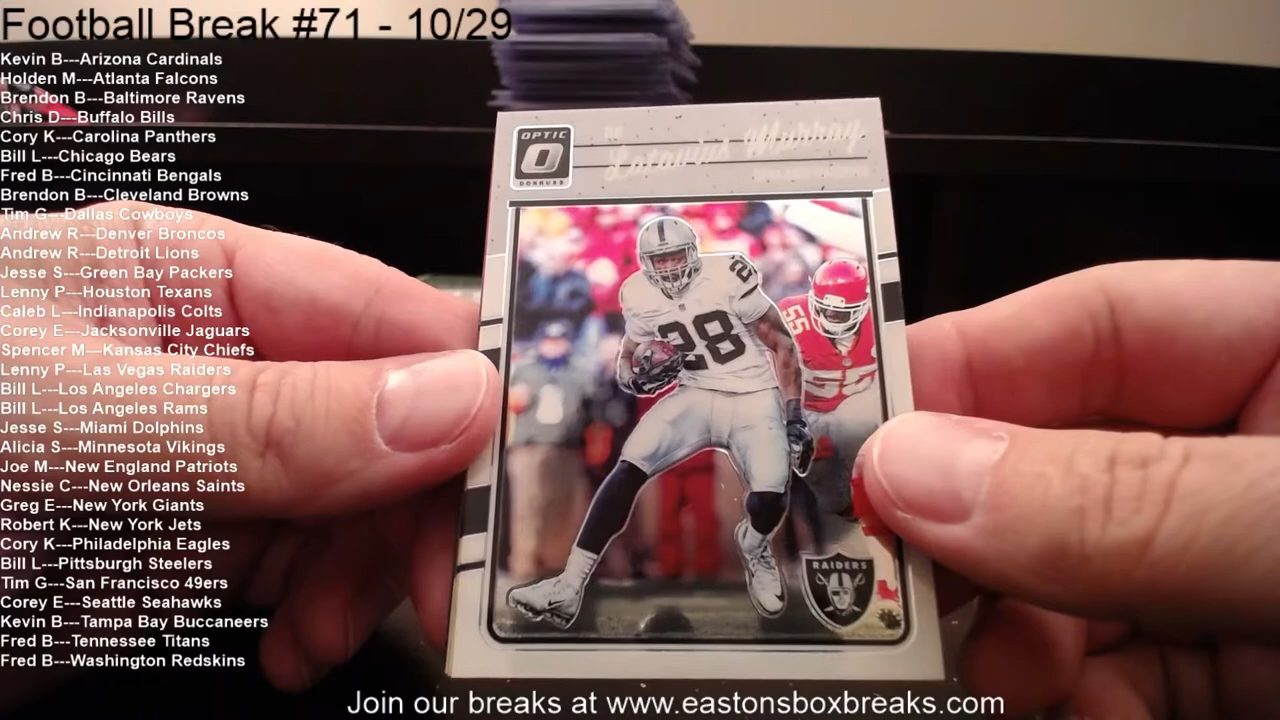 Football Break #71 - 10/29
Kevin B---Arizona Cardinals
Holden M---Atlanta Falcons
Brendon B---Baltimore Ravens
Chris D---Buffalo Bills
Cory K---Carolina Panthers
Bill L---Chicago Bears
Fred B---Cincinnati Bengals
Brendon B---Cleveland Browns
Tim G---Dallas Cowboys
Andrew R---Denver Broncos
Andrew R---Detroit Lions
Jesse S---Green Bay Packers
Lenny P---Houston Texans
Caleb L---Indianapolis Colts
Corey E---Jacksonville Jaguars
Spencer M---Kansas City Chiefs
Lenny P---Las Vegas Raiders
Bill L---Los Angeles Chargers
Bill L---Los Angeles Rams
Jesse S---Miami Dolphins
Alicia S---Minnesota Vikings
Joe M---New England Patriots
Nessie C---New Orleans Saints
Greg E---New York Giants
Robert K---New York Jets
Cory K---Philadelphia Eagles
Bill L---Pittsburgh Steelers
Tim G---San Francisco 49ers
Corey E---Seattle Seahawks
Kevin B---Tampa Bay Buccaneers
Fred B---Tennessee Titans
Fred B---Washington Redskins
OPTIC
O
DONRUSS
Latavius Murray
28
28
55
55
RAIDERS
Join our breaks at www.eastonsboxbreaks.com